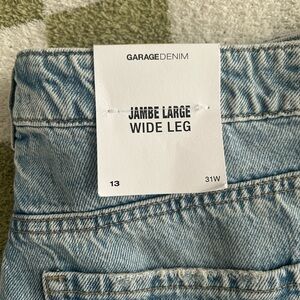 GARAGEDENIM
JAMBE LARGE
WIDE LEG
13 31W